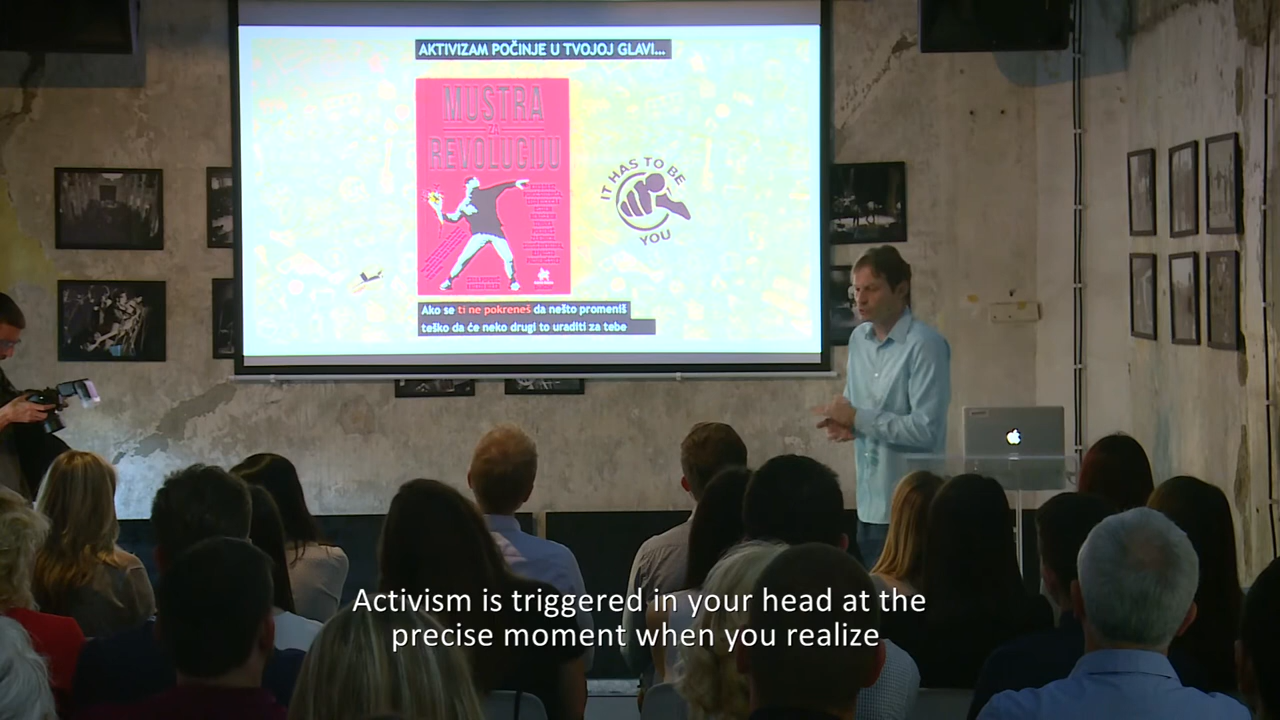 AKTIVIZAM POČINJE U TVOJOJ GLAVI...
MUSTRA
ZA
REVOLUCIJU
IT HAS TO BE
YOU
Ako se ti ne pokreneš da nešto promeniš
teško da će neko drugi to uraditi za tebe
Activism is triggered in your head at the
precise moment when you realize